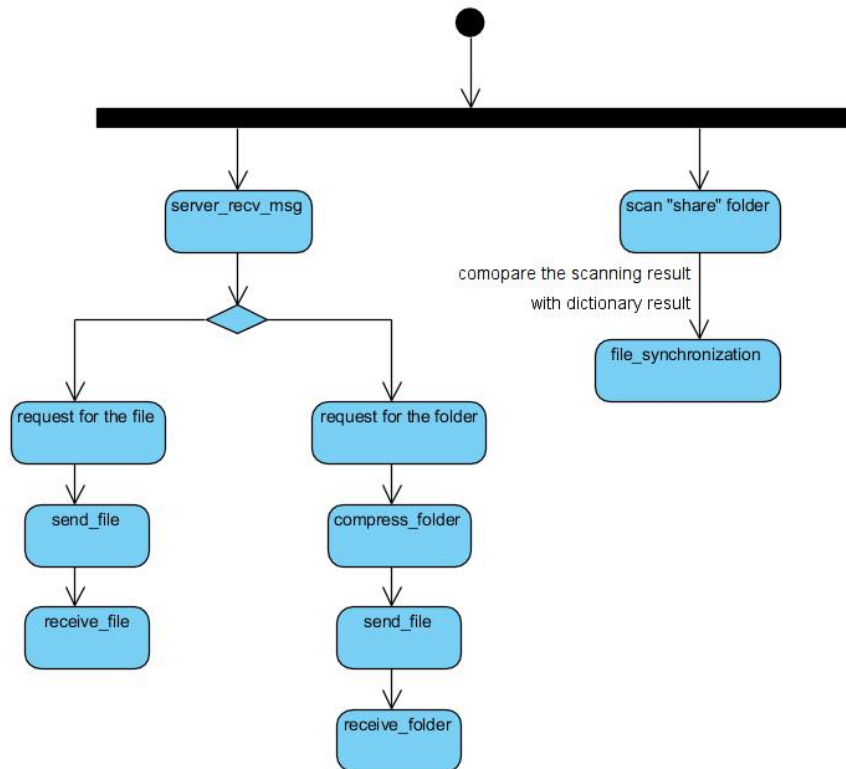 server_recv_msg
scan "share" folder
comopare the scanning result
with dictionary result
file_synchronization
request for the file
request for the folder
send_file
compress_folder
receive_file
send_file
receive_folder